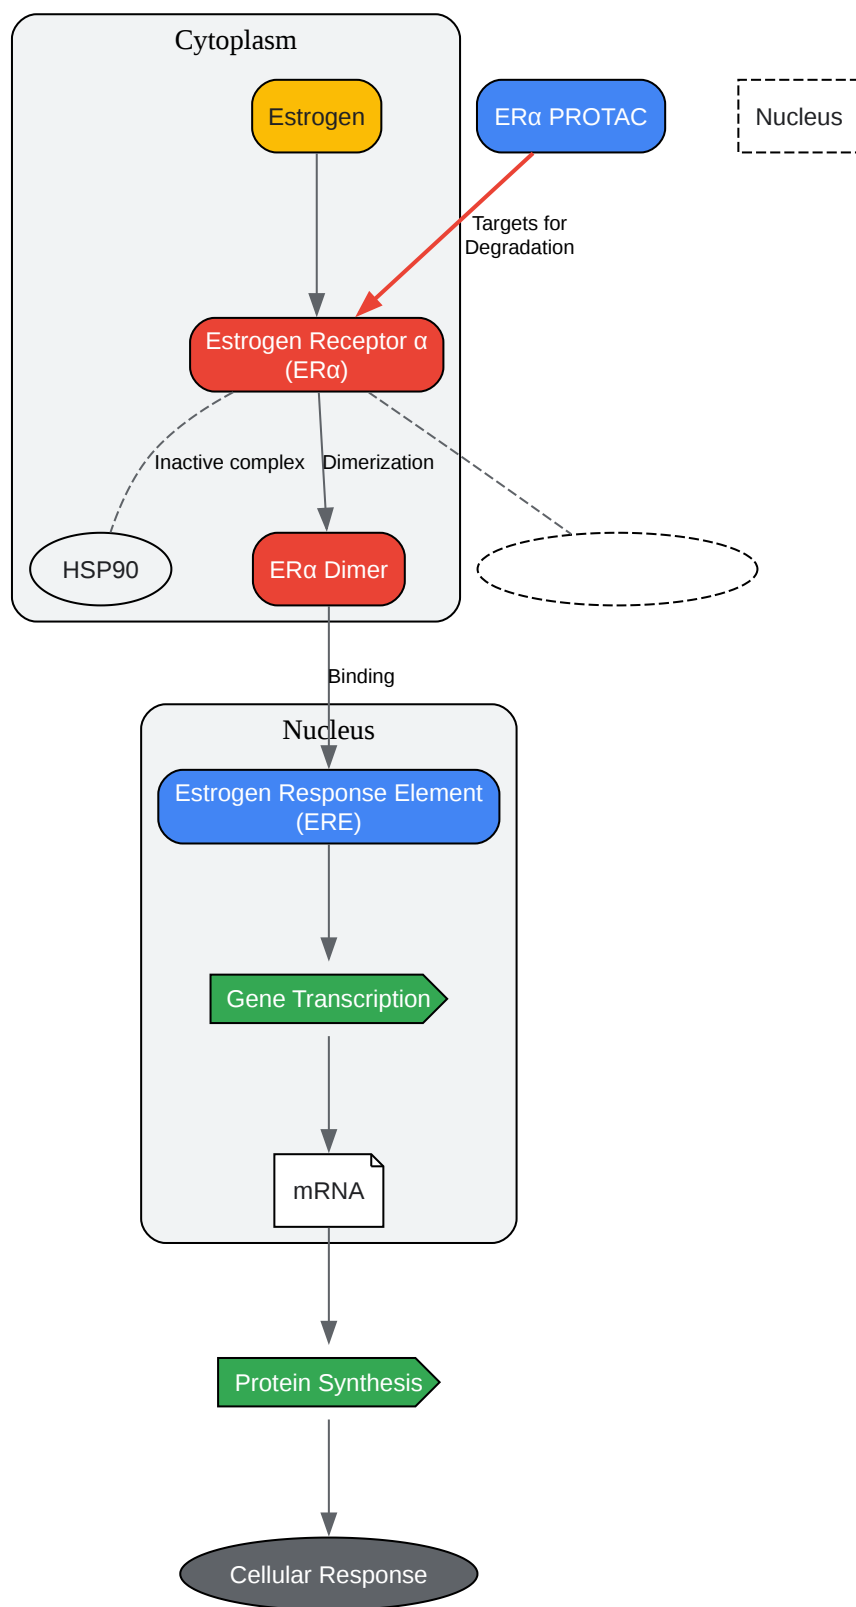 Cytoplasm
Estrogen
ERα PROTAC
Nucleus
Targets for
Degradation
Estrogen Receptor α
(ERα)
Inactive complex
Dimerization
HSP90
ERα Dimer
Binding
Nucleus
Estrogen Response Element
(ERE)
Gene Transcription
mRNA
Protein Synthesis
Cellular Response